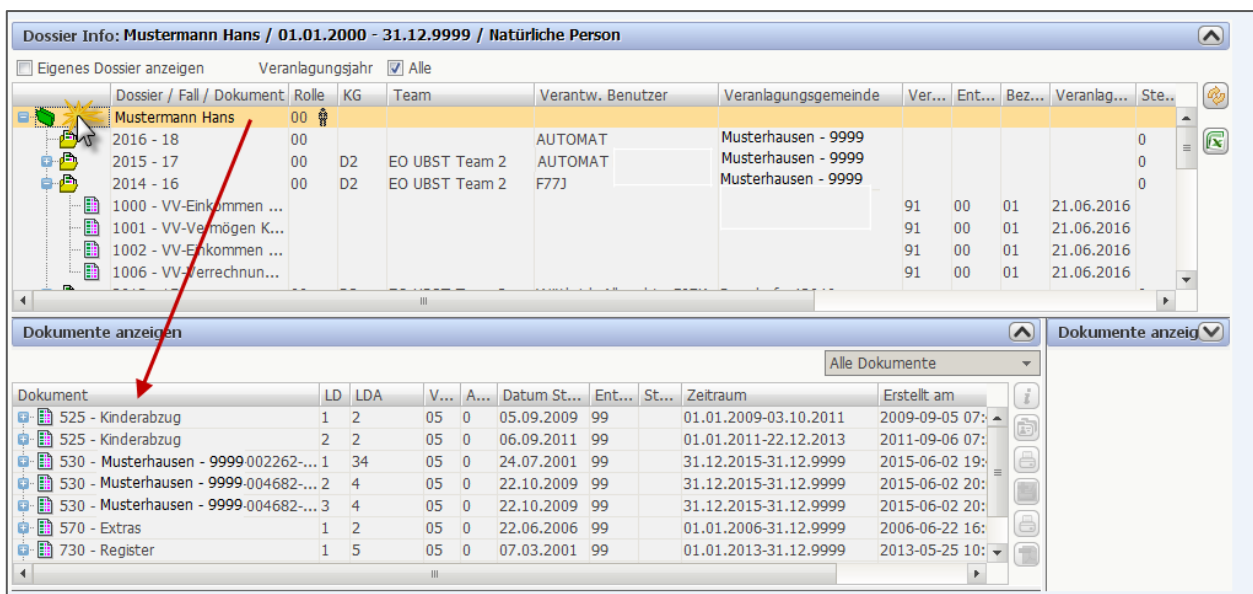 Dossier Info: Mustermann Hans / 01.01.2000 - 31.12.9999 / Natürliche Person
Eigenes Dossier anzeigen Veranlagungsjahr Alle
Dossier / Fall / Dokument Rolle KG Team Verantw. Benutzer Veranlagungsgemeinde Ver... Ent... Bez... Veranlag... Ste..
Mustermann Hans 00
2016 - 18 00 AUTOMAT Musterhausen - 9999 0
2015 - 17 00 D2 EO UBST Team 2 AUTOMAT Musterhausen - 9999 0
2014 - 16 00 D2 EO UBST Team 2 F77J Musterhausen - 9999 0
1000 - VV-Einkommen ... 91 00 01 21.06.2016
1001 - VV-Vermögen K... 91 00 01 21.06.2016
1002 - VV-Einkommen ... 91 00 01 21.06.2016
1006 - VV-Verrechnun... 91 00 01 21.06.2016
Dokumente anzeigen Dokumente anzeig
Alle Dokumente
Dokument LD LDA V... A... Datum St... Ent... St... Zeitraum Erstellt am
525 - Kinderabzug 1 2 05 0 05.09.2009 99 01.01.2009-03.10.2011 2009-09-05 07:
525 - Kinderabzug 2 2 05 0 06.09.2011 99 01.01.2011-22.12.2013 2011-09-06 07:
530 - Musterhausen - 9999-002262-... 1 34 05 0 24.07.2001 99 31.12.2015-31.12.9999 2015-06-02 19:
530 - Musterhausen - 9999-004682-... 2 4 05 0 22.10.2009 99 31.12.2015-31.12.9999 2015-06-02 20:
530 - Musterhausen - 9999-004682-... 3 4 05 0 22.10.2009 99 31.12.2015-31.12.9999 2015-06-02 20:
570 - Extras 1 2 05 0 22.06.2006 99 01.01.2006-31.12.9999 2006-06-22 16:
730 - Register 1 5 05 0 07.03.2001 99 01.01.2013-31.12.9999 2013-05-25 10: